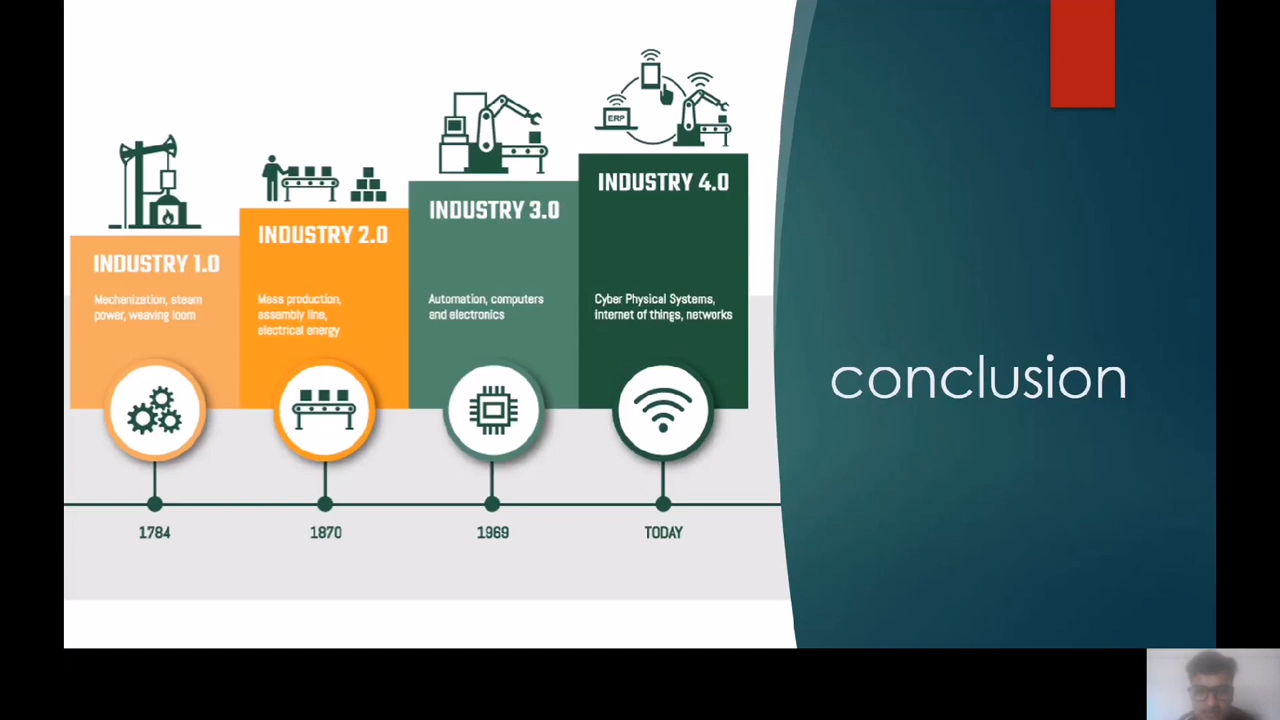 ERP
INDUSTRY 1.0
Mechanization, steam
power, weaving loom
INDUSTRY 2.0
Mass production,
assembly line,
electrical energy
INDUSTRY 3.0
Automation, computers
and electronics
INDUSTRY 4.0
Cyber Physical Systems,
internet of things, networks
1784
1870
1969
TODAY
conclusion